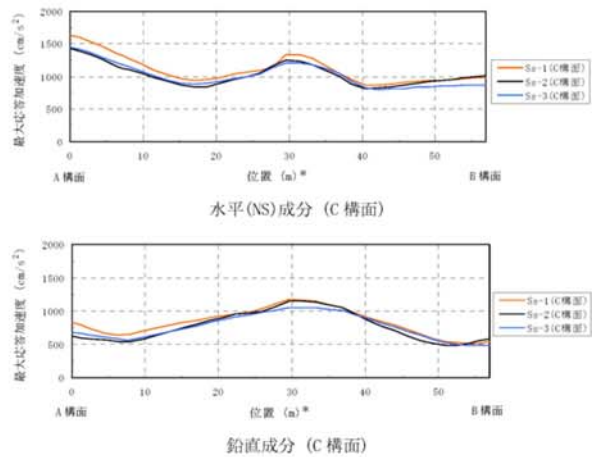 最大応答加速度 (cm/s²)
2000
1500
1000
500
0
0
10
20
30
40
50
A構面
位置 (m)*
B構面
Ss-1(C構面)
Ss-2(C構面)
Ss-3(C構面)
水平(NS)成分 (C構面)
最大応答加速度 (cm/s²)
2000
1500
1000
500
0
0
10
20
30
40
50
A構面
位置 (m)*
B構面
Ss-1(C構面)
Ss-2(C構面)
Ss-3(C構面)
鉛直成分 (C構面)